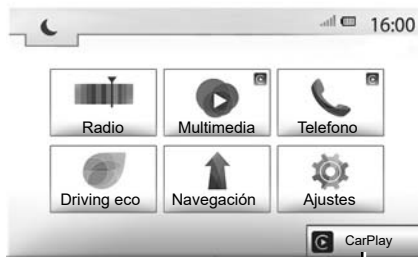 16:00
Radio Multimedia Telefono
Driving eco Navegación Ajustes
CarPlay